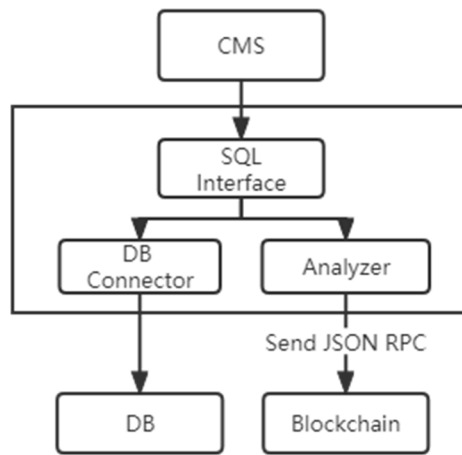 CMS
SQL
Interface
DB
Connector
Analyzer
Send JSON RPC
DB
Blockchain